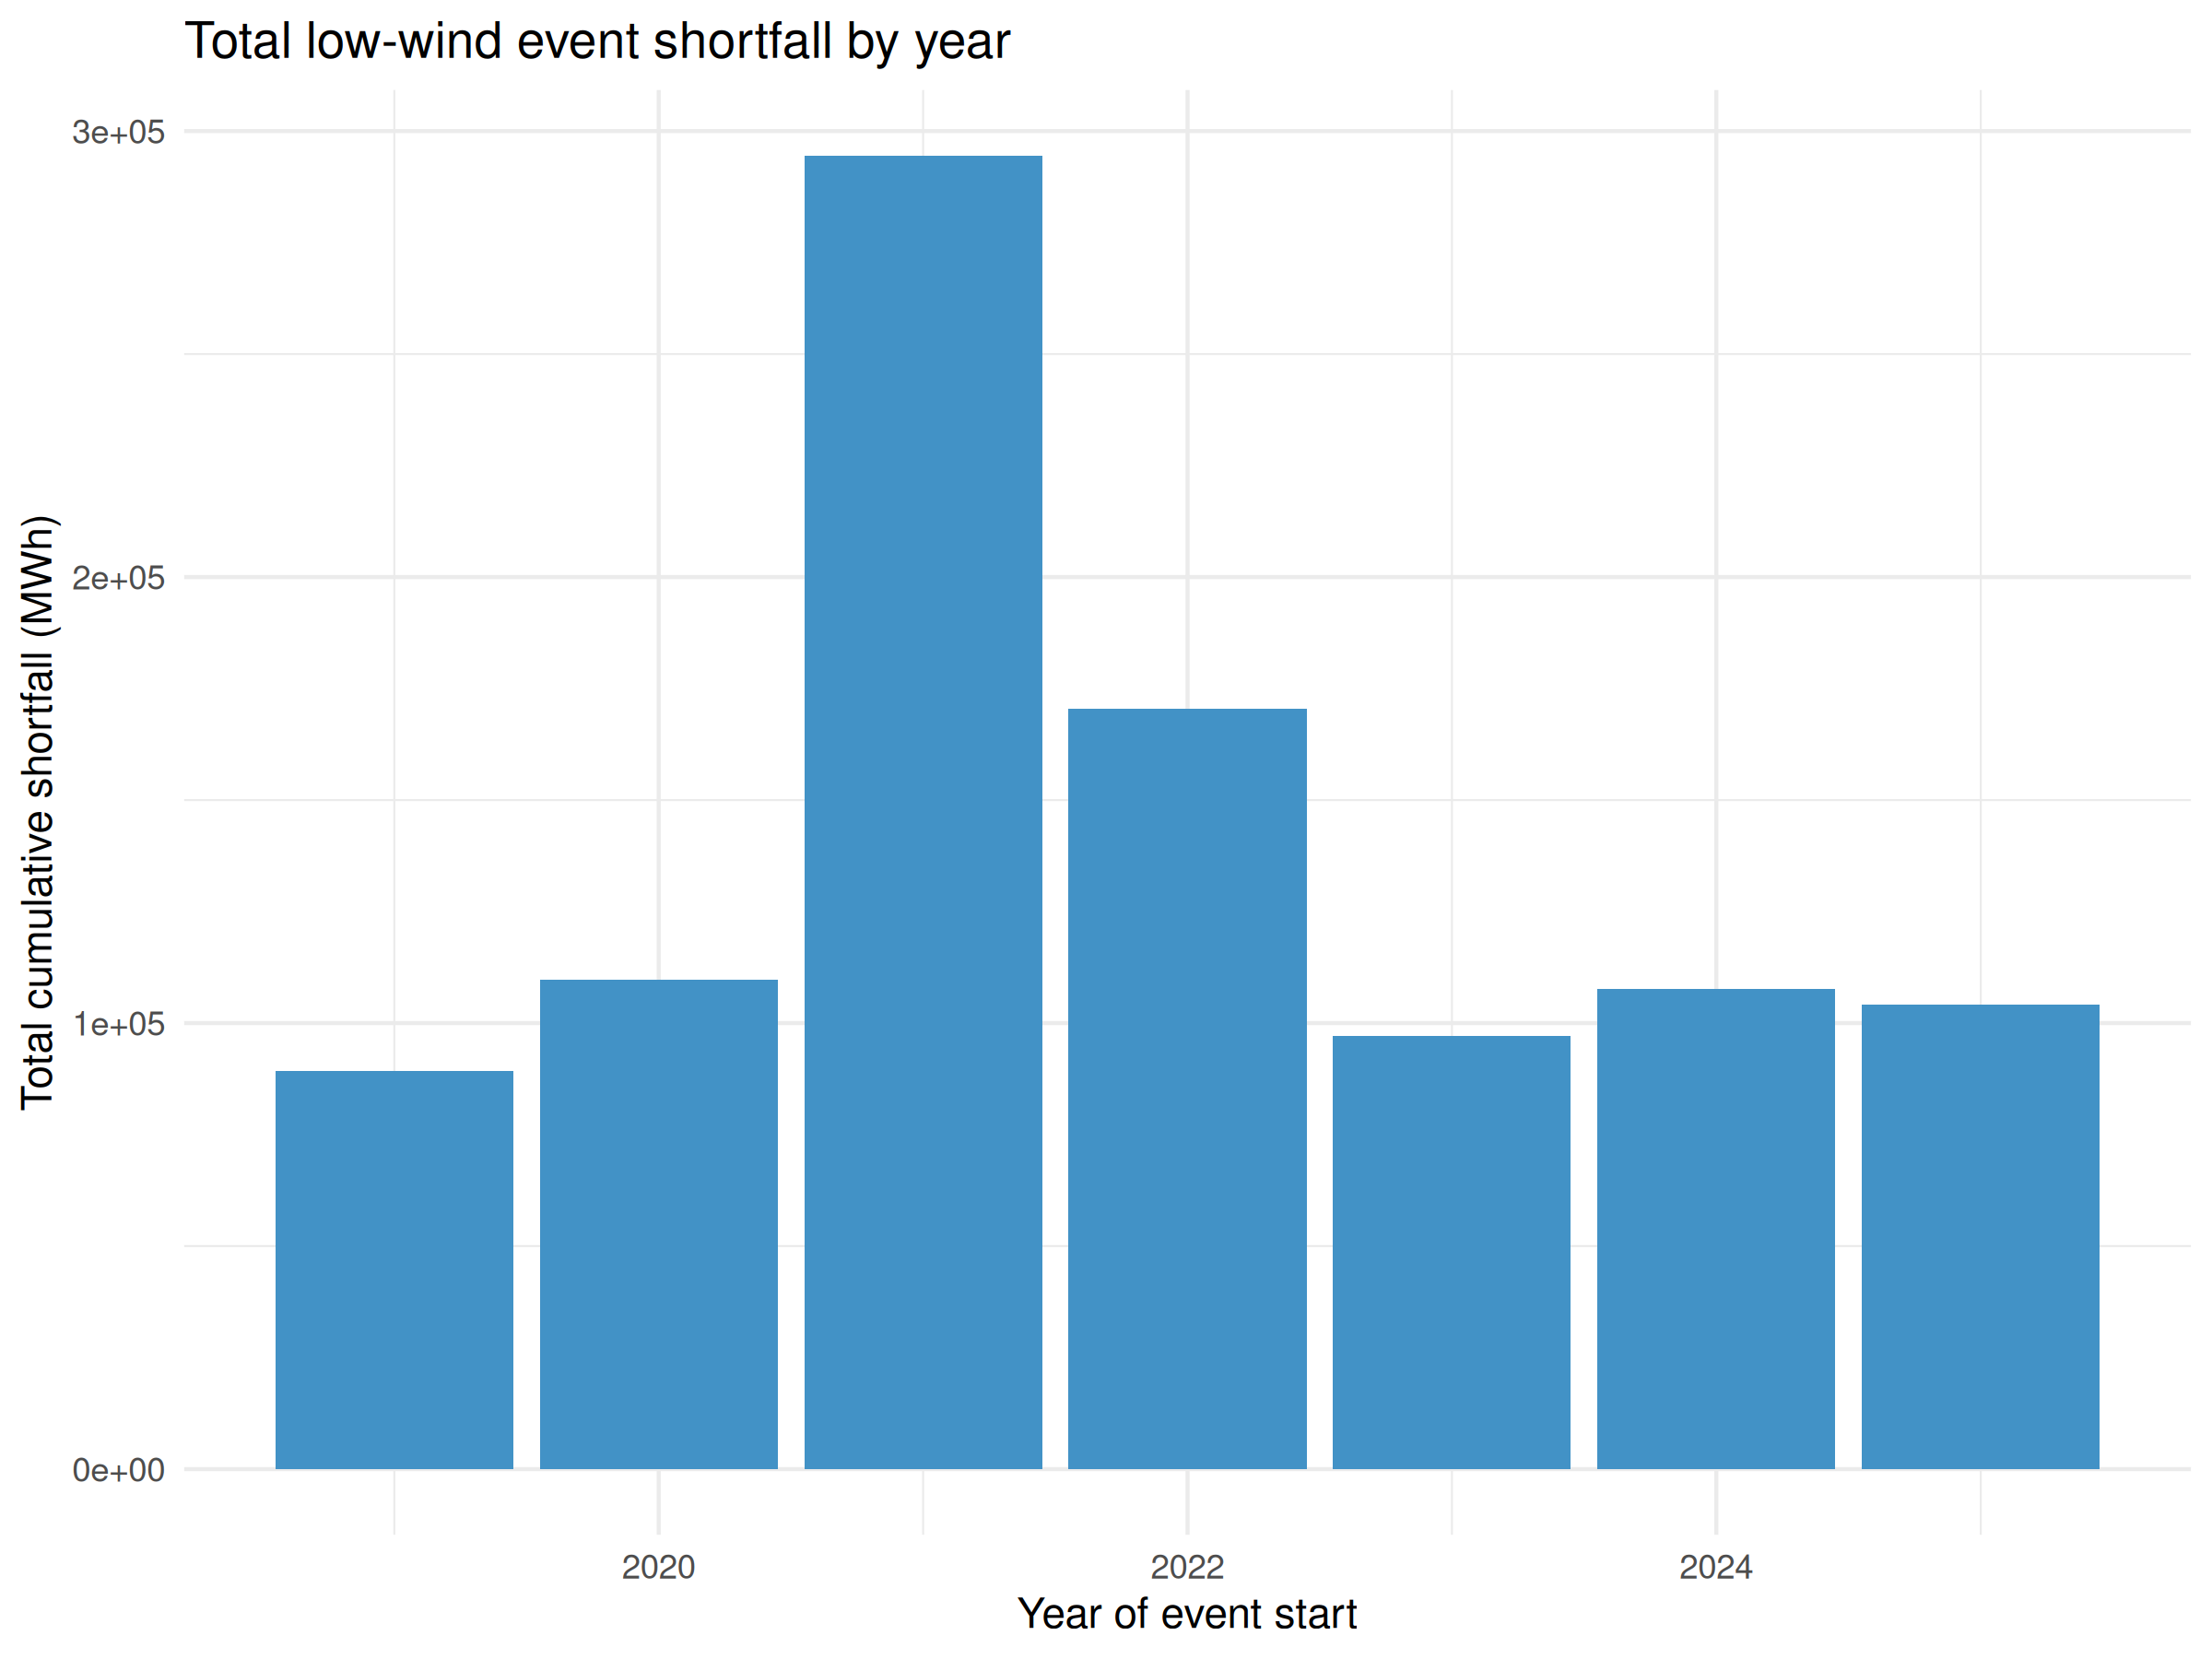 Total low-wind event shortfall by year
Total cumulative shortfall (MWh)
3e+05
2e+05
1e+05
0e+00
2020
2022
2024
Year of event start